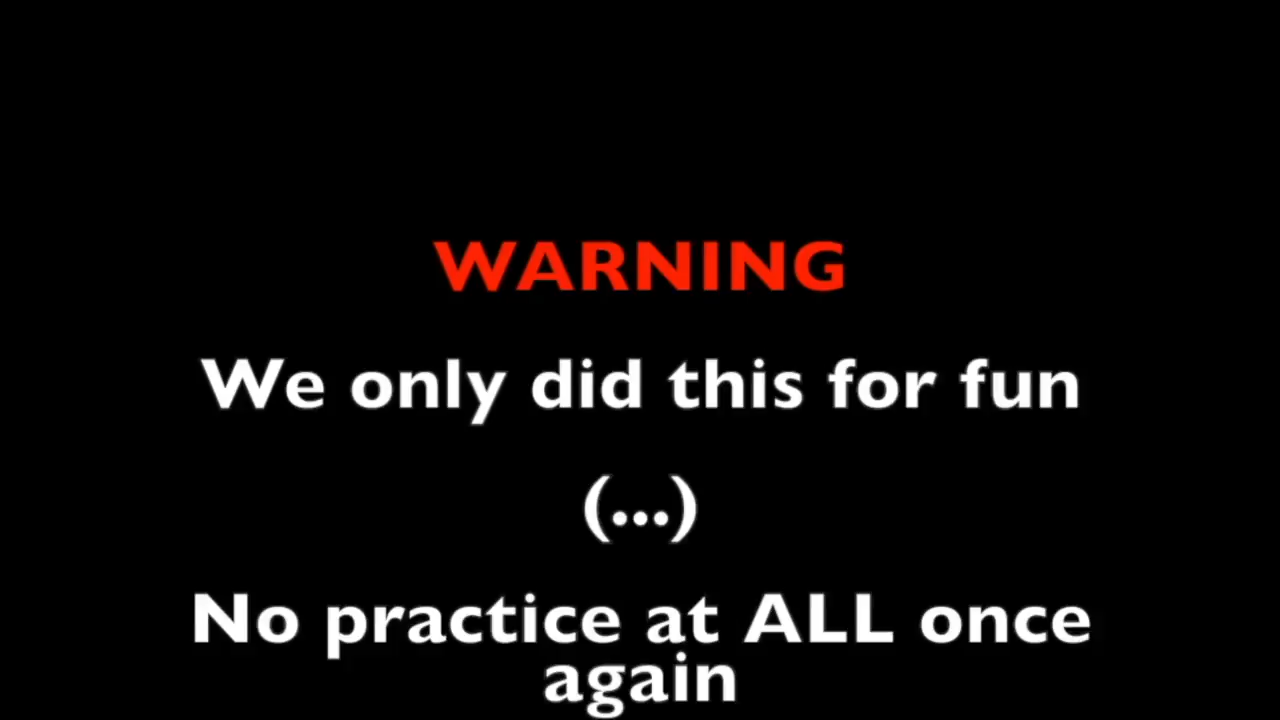 WARNING
We only did this for fun
(...)
No practice at ALL once
again